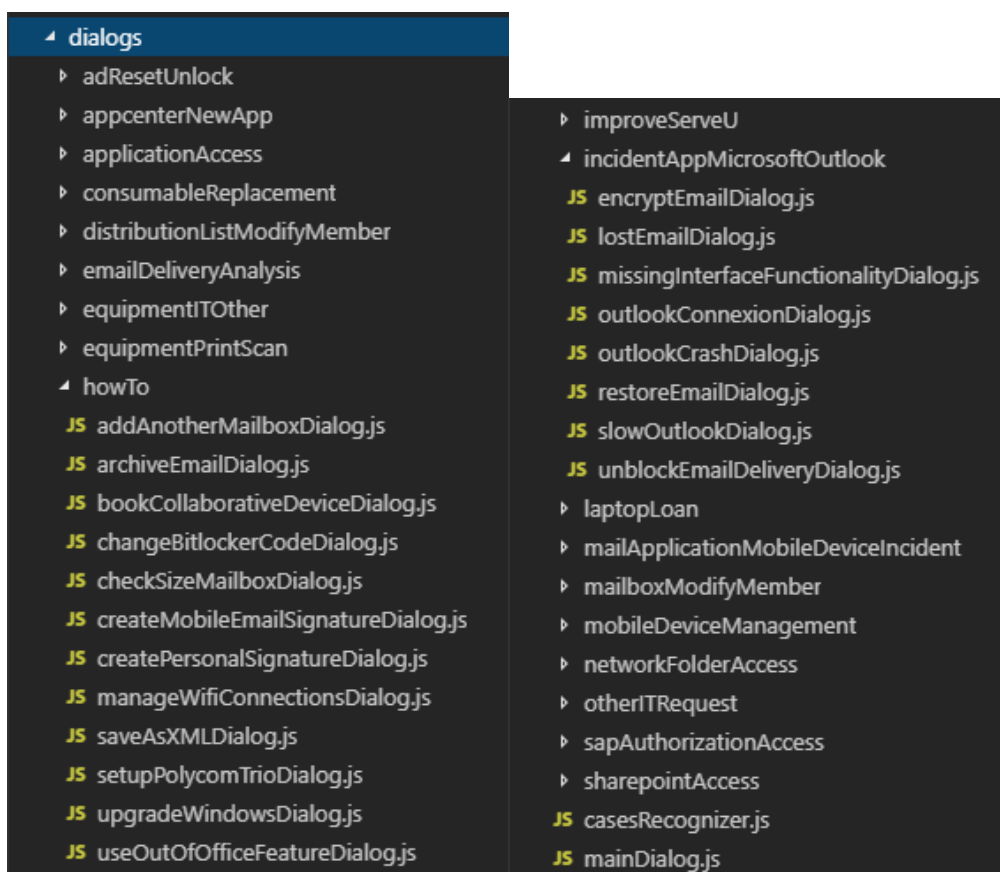 dialogs
adResetUnlock
appcenterNewApp
applicationAccess
consumableReplacement
distributionListModifyMember
emailDeliveryAnalysis
equipmentITOther
equipmentPrintScan
howTo
JS addAnotherMailboxDialog.js
JS archiveEmailDialog.js
JS bookCollaborativeDeviceDialog.js
JS changeBitlockerCodeDialog.js
JS checkSizeMailboxDialog.js
JS createMobileEmailSignatureDialog.js
JS createPersonalSignatureDialog.js
JS manageWifiConnectionsDialog.js
JS saveAsXMLDialog.js
JS setupPolycomTrioDialog.js
JS upgradeWindowsDialog.js
JS useOutOfOfficeFeatureDialog.js
improveServeU
incidentAppMicrosoftOutlook
JS encryptEmailDialog.js
JS lostEmailDialog.js
JS missingInterfaceFunctionalityDialog.js
JS outlookConnexionDialog.js
JS outlookCrashDialog.js
JS restoreEmailDialog.js
JS slowOutlookDialog.js
JS unblockEmailDeliveryDialog.js
laptopLoan
mailApplicationMobileDeviceIncident
mailboxModifyMember
mobileDeviceManagement
networkFolderAccess
otherITRequest
sapAuthorizationAccess
sharepointAccess
JS casesRecognizer.js
JS mainDialog.js